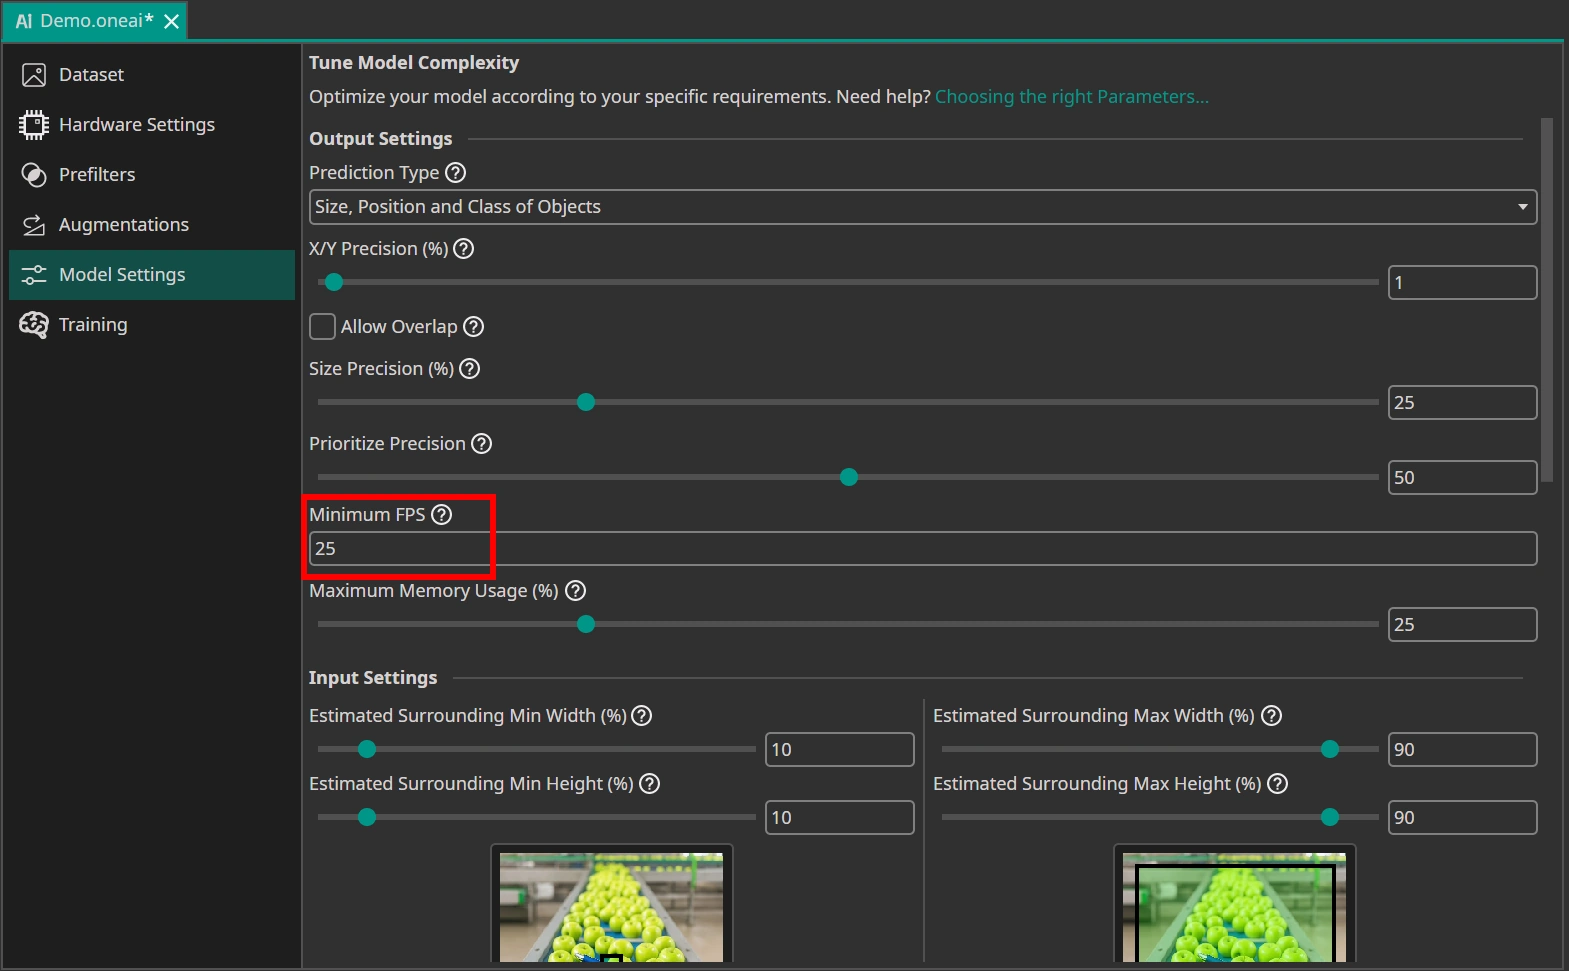 AI Demo.oneai*
Dataset
Hardware Settings
Prefilters
Augmentations
Model Settings
Training
Tune Model Complexity
Optimize your model according to your specific requirements. Need help? Choosing the right Parameters...
Output Settings
Prediction Type ?
Size, Position and Class of Objects
X/Y Precision (%) ?
1
Allow Overlap ?
Size Precision (%) ?
25
Prioritize Precision ?
50
Minimum FPS ?
25
Maximum Memory Usage (%) ?
25
Input Settings
Estimated Surrounding Min Width (%) ?
10
Estimated Surrounding Min Height (%) ?
10
Estimated Surrounding Max Width (%) ?
90
Estimated Surrounding Max Height (%) ?
90